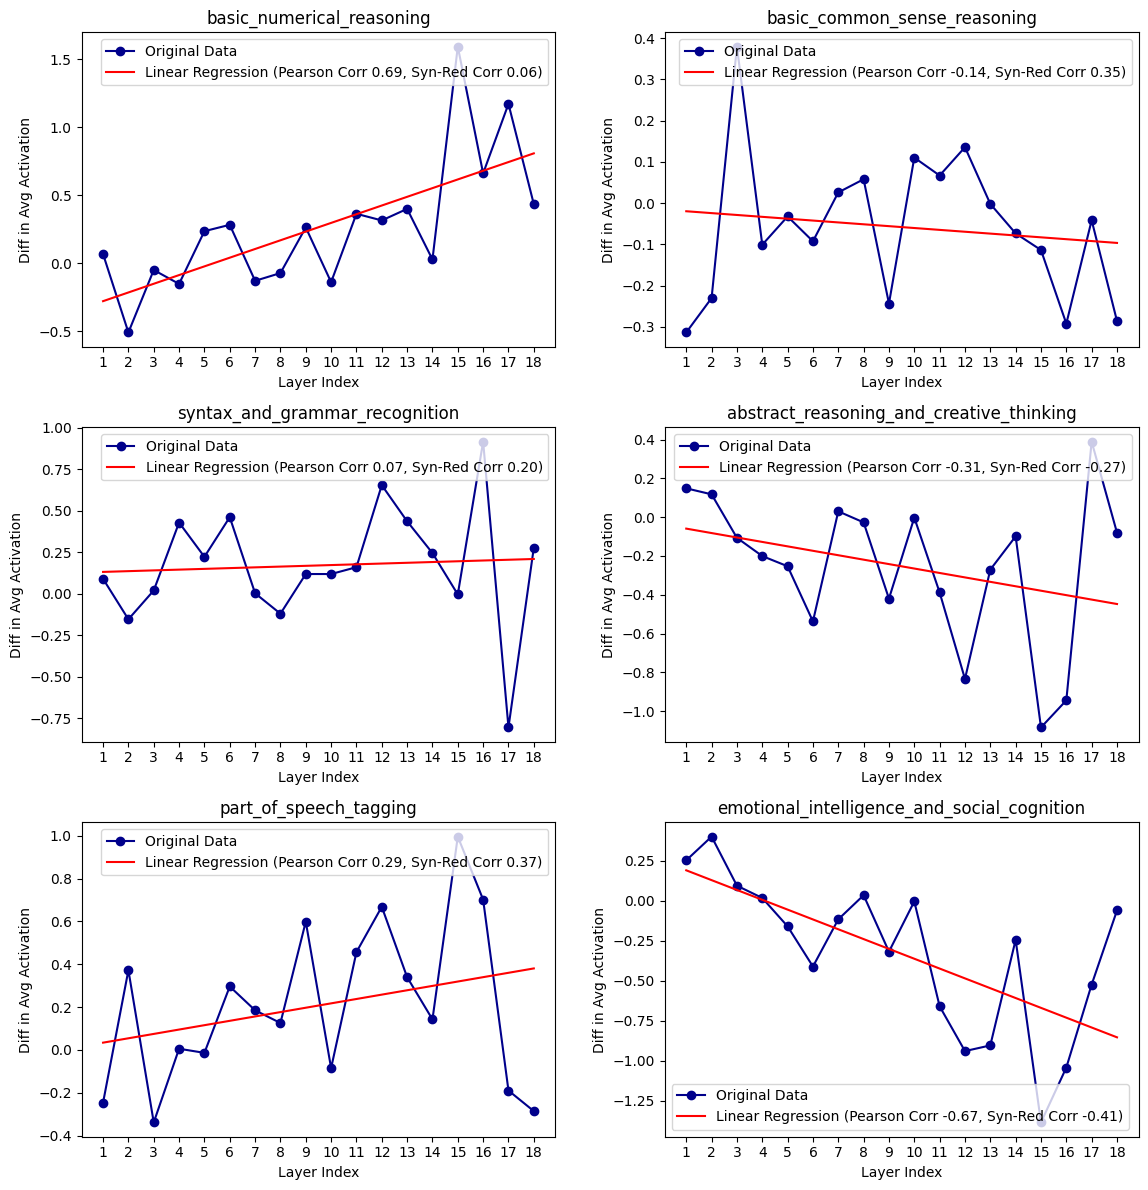 basic_numerical_reasoning
Original Data
Linear Regression (Pearson Corr 0.69, Syn-Red Corr 0.06)
Diff in Avg Activation
1.5
1.0
0.5
0.0
−0.5
1 2 3 4 5 6 7 8 9 10 11 12 13 14 15 16 17 18
Layer Index
basic_common_sense_reasoning
Original Data
Linear Regression (Pearson Corr -0.14, Syn-Red Corr 0.35)
Diff in Avg Activation
0.4
0.3
0.2
0.1
0.0
−0.1
−0.2
−0.3
1 2 3 4 5 6 7 8 9 10 11 12 13 14 15 16 17 18
Layer Index
syntax_and_grammar_recognition
Original Data
Linear Regression (Pearson Corr 0.07, Syn-Red Corr 0.20)
Diff in Avg Activation
1.00
0.75
0.50
0.25
0.00
−0.25
−0.50
−0.75
1 2 3 4 5 6 7 8 9 10 11 12 13 14 15 16 17 18
Layer Index
abstract_reasoning_and_creative_thinking
Original Data
Linear Regression (Pearson Corr -0.31, Syn-Red Corr -0.27)
Diff in Avg Activation
0.4
0.2
0.0
−0.2
−0.4
−0.6
−0.8
−1.0
1 2 3 4 5 6 7 8 9 10 11 12 13 14 15 16 17 18
Layer Index
part_of_speech_tagging
Original Data
Linear Regression (Pearson Corr 0.29, Syn-Red Corr 0.37)
Diff in Avg Activation
1.0
0.8
0.6
0.4
0.2
0.0
−0.2
−0.4
1 2 3 4 5 6 7 8 9 10 11 12 13 14 15 16 17 18
Layer Index
emotional_intelligence_and_social_cognition
Diff in Avg Activation
0.25
0.00
−0.25
−0.50
−0.75
−1.00
−1.25
Original Data
Linear Regression (Pearson Corr -0.67, Syn-Red Corr -0.41)
1 2 3 4 5 6 7 8 9 10 11 12 13 14 15 16 17 18
Layer Index